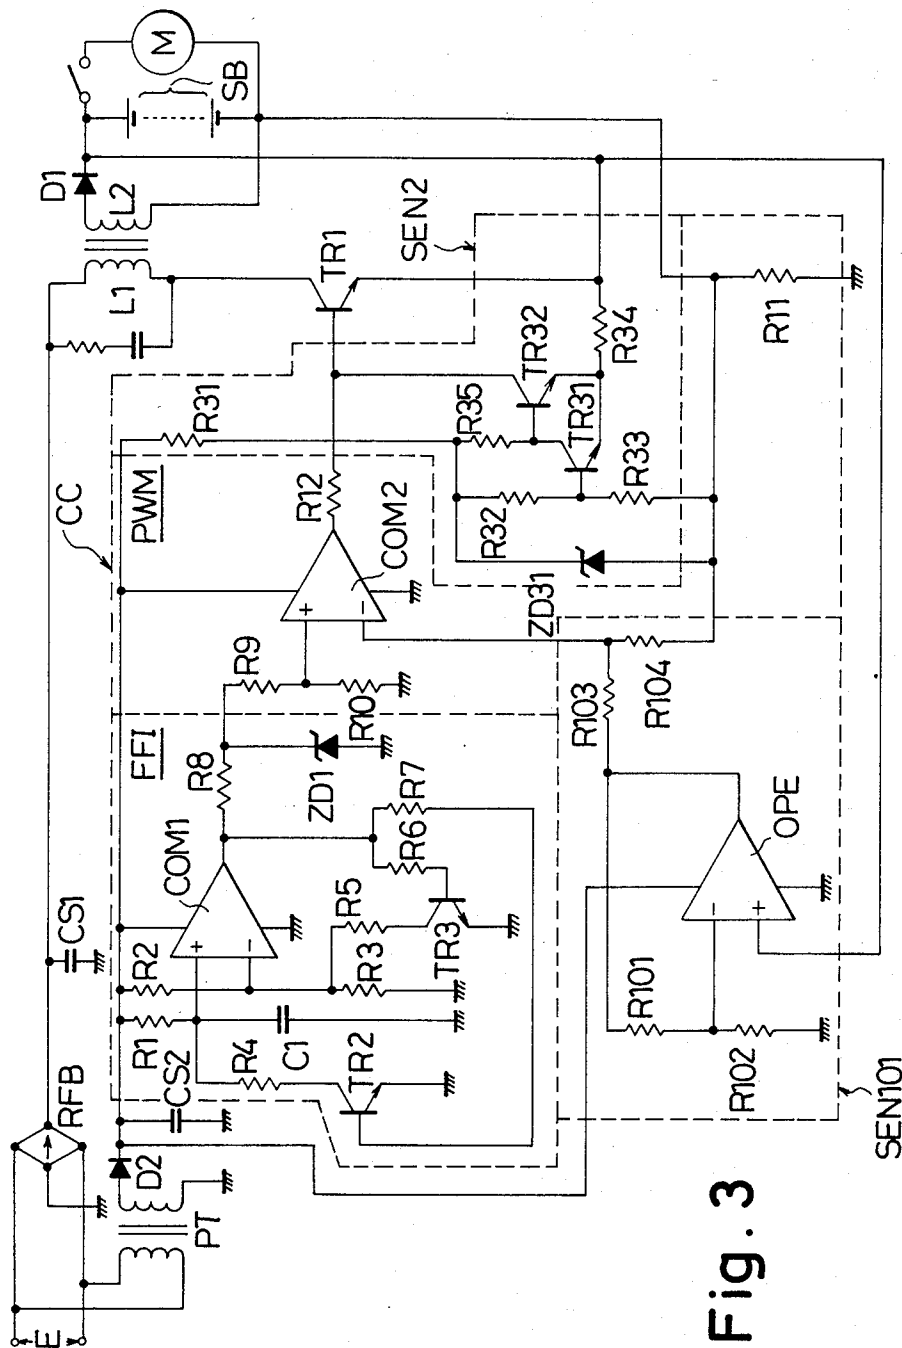 E
RFB
CS1
D1
L1
L2
M
SB
PT
D2
CS2
CC
R1
R2
R3
R4
R5
R6
R7
R8
R9
R10
C1
TR2
TR3
COM1
FFI
ZD1
PWM
R12
COM2
R31
TR1
SEN2
R35
R32
R33
R34
TR31
TR32
ZD31
R11
R101
R102
R103
R104
OPE
SEN101
+
−
+
−
−
+
Fig. 3